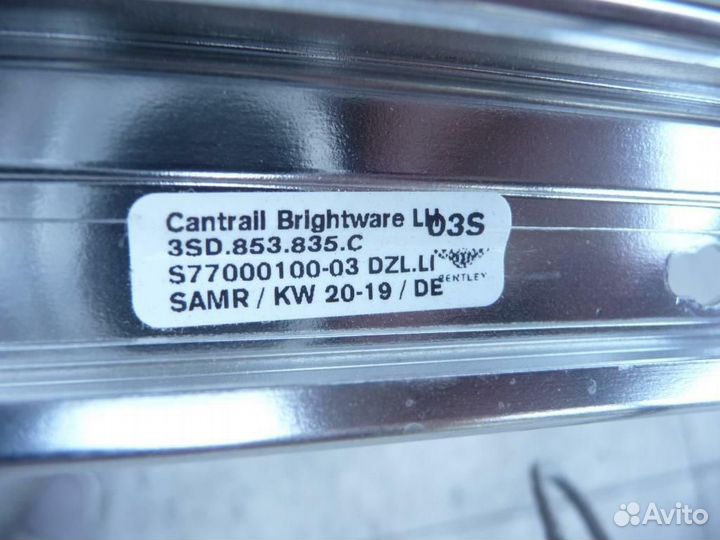 Cantrail Brightware LH
03S
3SD.853.835.C
S77000100-03 DZL.LI
BENTLEY
SAMR / KW 20-19 / DE
Avito